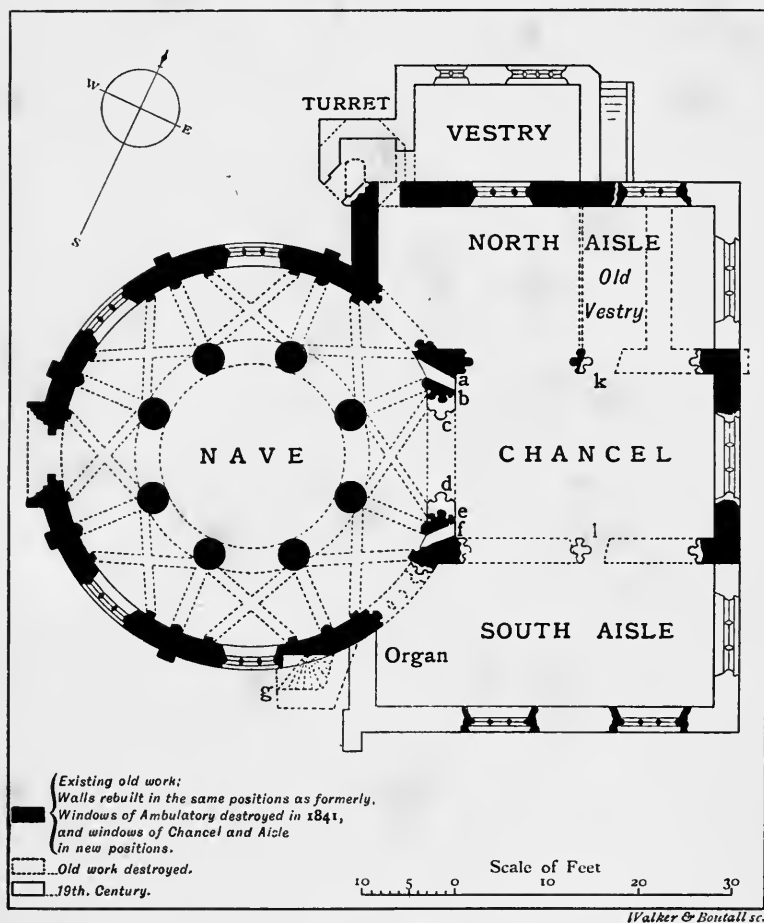 W
E
S
TURRET
VESTRY
NORTH AISLE
Old
Vestry
a
b
c
k
NAVE
CHANCEL
d
e
f
l
SOUTH AISLE
Organ
g
Existing old work;
Walls rebuilt in the same positions as formerly,
Windows of Ambulatory destroyed in 1841,
and windows of Chancel and Aisle
in new positions.
Old work destroyed.
19th. Century.
Scale of Feet
10 5 0 10 20 30
Walker & Boutall sc.